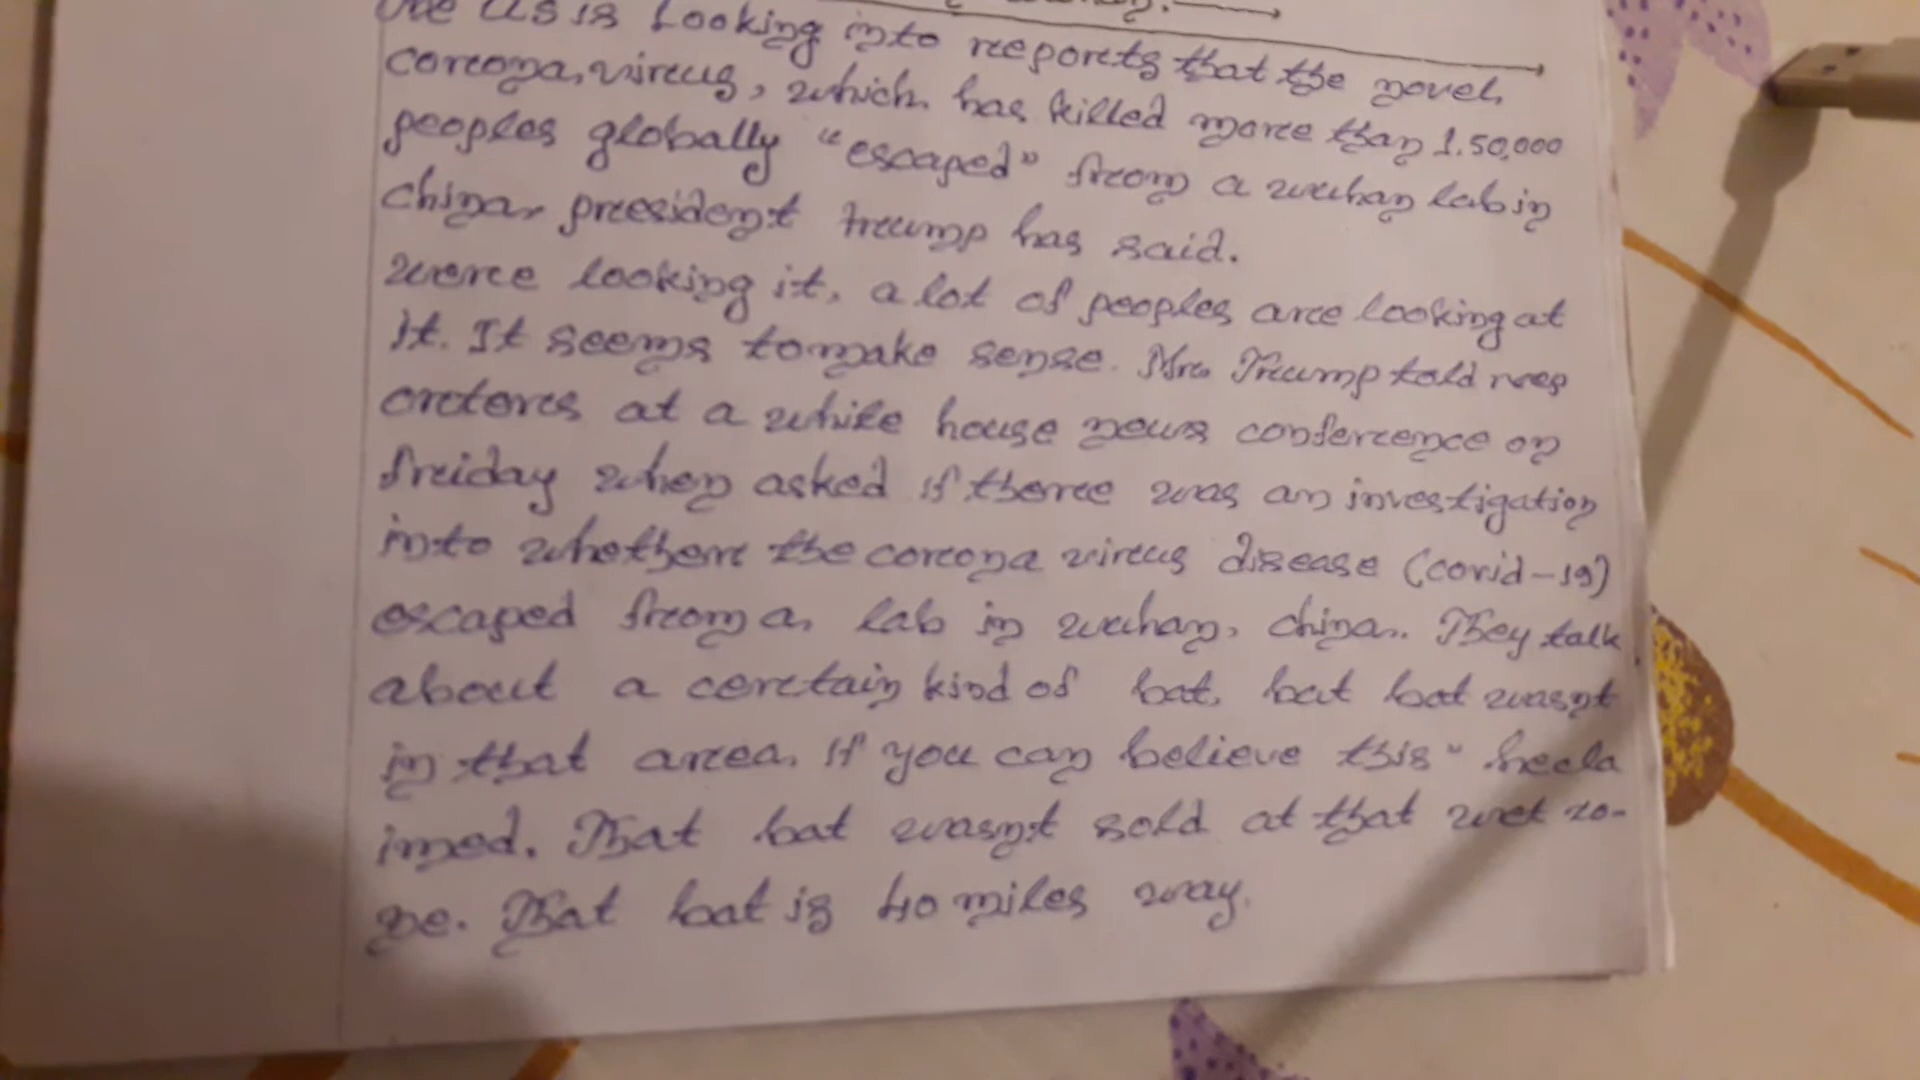 The US is Looking into reports that the novel
corona, virus, which has killed more than 1.50,000
peoples globally "escaped" from a wuhan lab in
china, president trump has said.
were looking it, a lot of peoples are looking at
it. It seems to make sense. Mr. Trump told rep
orters at a white house news conference on
friday when asked if there was an investigation
into whether the corona virus disease (covid-19)
escaped from a lab in wuhan, china.. They talk
about a certain kind of bat, but bat wasnt
in that area. If you can believe this" hecla
imed. That bat wasnt sold at that wet zo-
ne. That bat is 40 miles way.